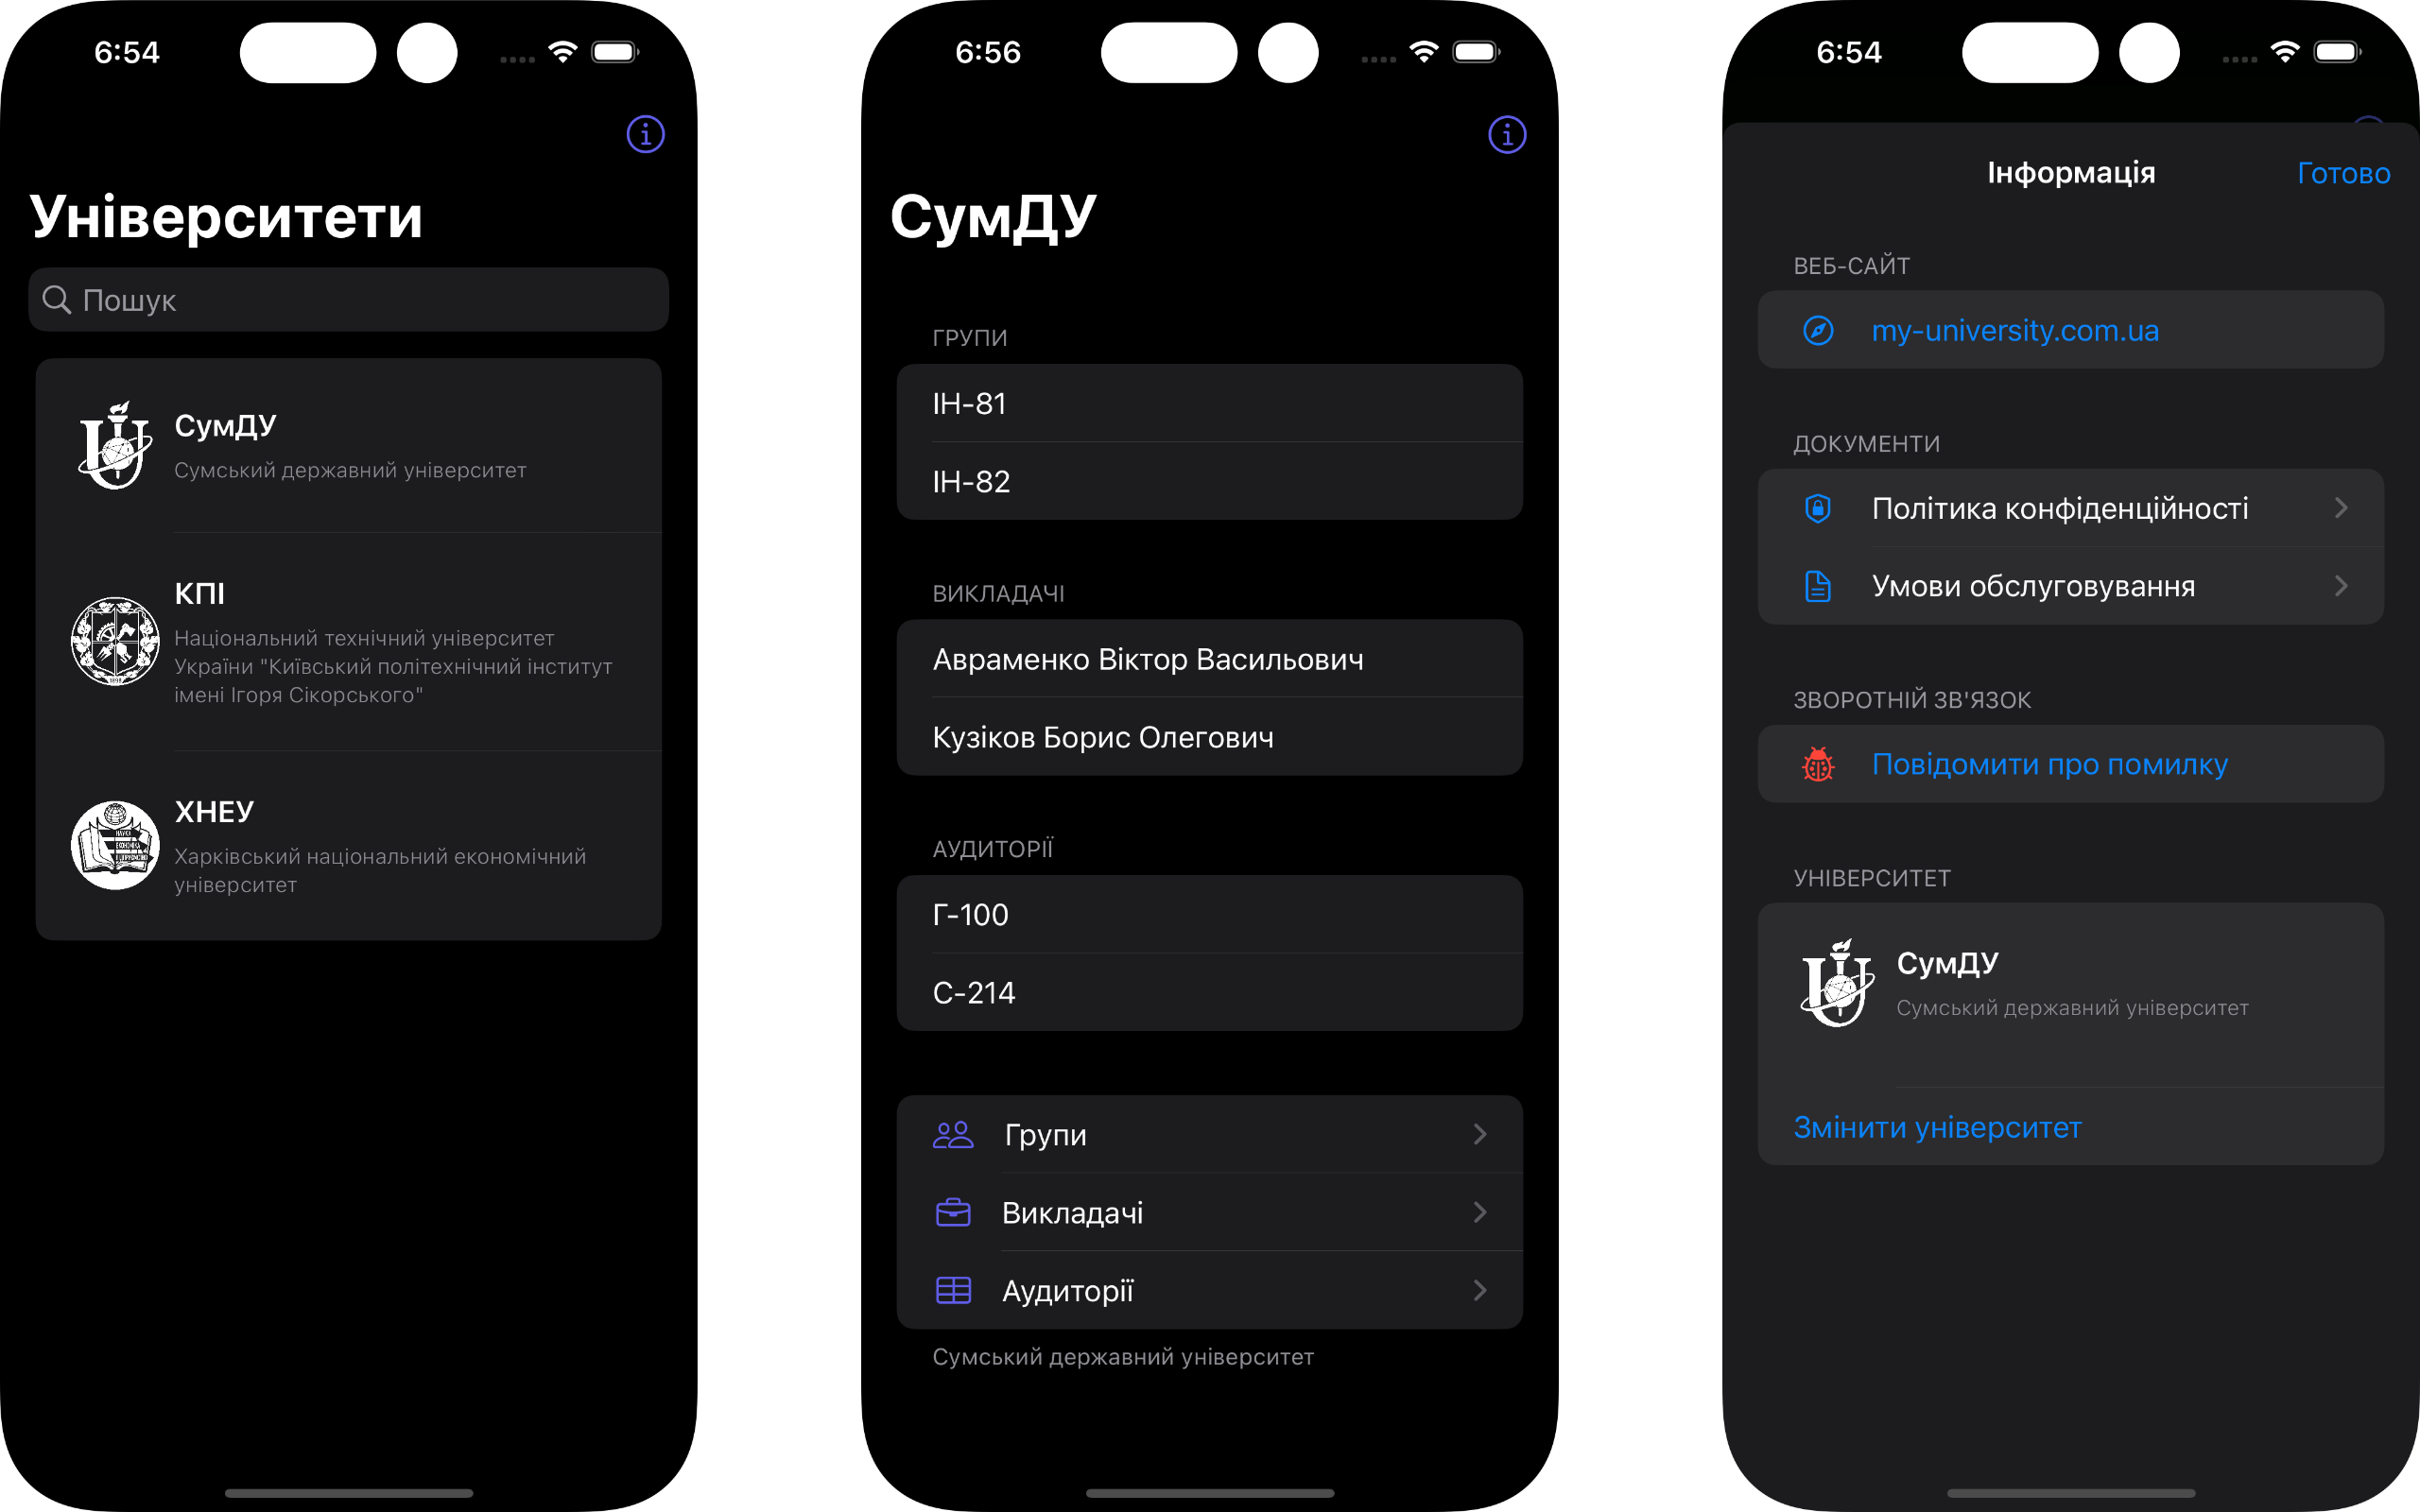 6:54
Університети
Пошук
СумДУ
Сумський державний університет
КПІ
Національний технічний університет
України "Київський політехнічний інститут
імені Ігоря Сікорського"
ХНЕУ
Харківський національний економічний
університет
6:56
СумДУ
ГРУПИ
ІН-81
ІН-82
ВИКЛАДАЧІ
Авраменко Віктор Васильович
Кузіков Борис Олегович
АУДИТОРІЇ
Г-100
С-214
Групи
Викладачі
Аудиторії
Сумський державний університет
6:54
Інформація
Готово
ВЕБ-САЙТ
my-university.com.ua
ДОКУМЕНТИ
Політика конфіденційності
Умови обслуговування
ЗВОРОТНІЙ ЗВ'ЯЗОК
Повідомити про помилку
УНІВЕРСИТЕТ
СумДУ
Сумський державний університет
Змінити університет